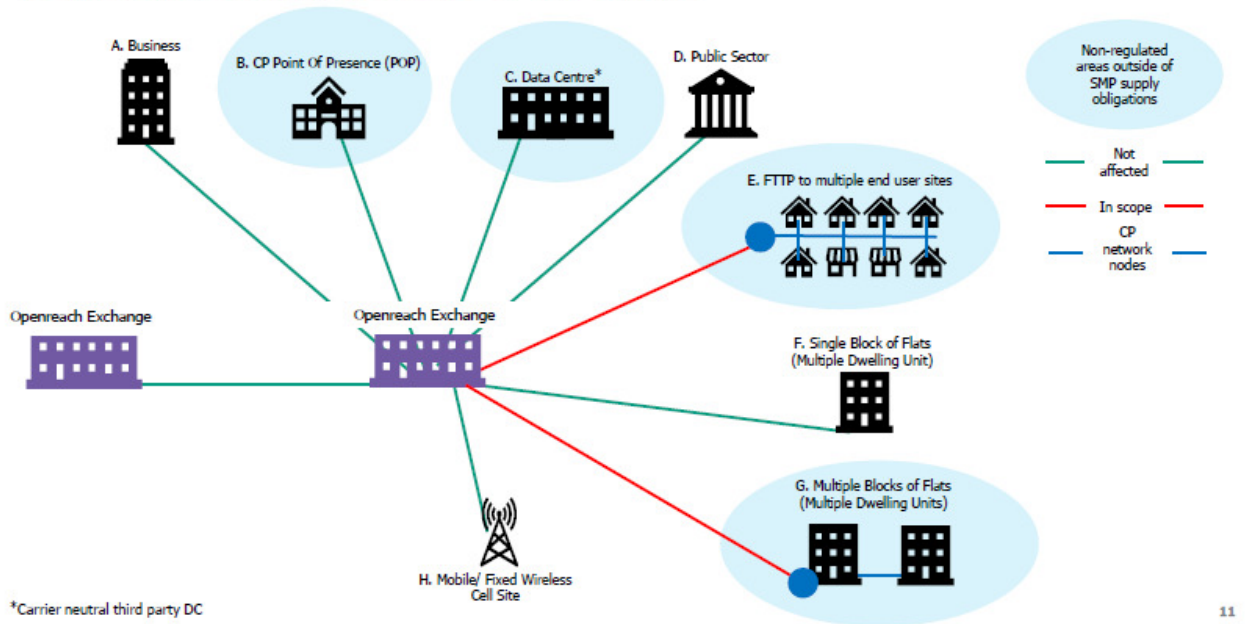 A. Business
B. CP Point Of Presence (POP)
C. Data Centre*
D. Public Sector
Non-regulated
areas outside of
SMP supply
obligations
Not
affected
In scope
CP
network
nodes
E. FTTP to multiple end user sites
Openreach Exchange
Openreach Exchange
F. Single Block of Flats
(Multiple Dwelling Unit)
G. Multiple Blocks of Flats
(Multiple Dwelling Units)
H. Mobile/ Fixed Wireless
Cell Site
*Carrier neutral third party DC
11